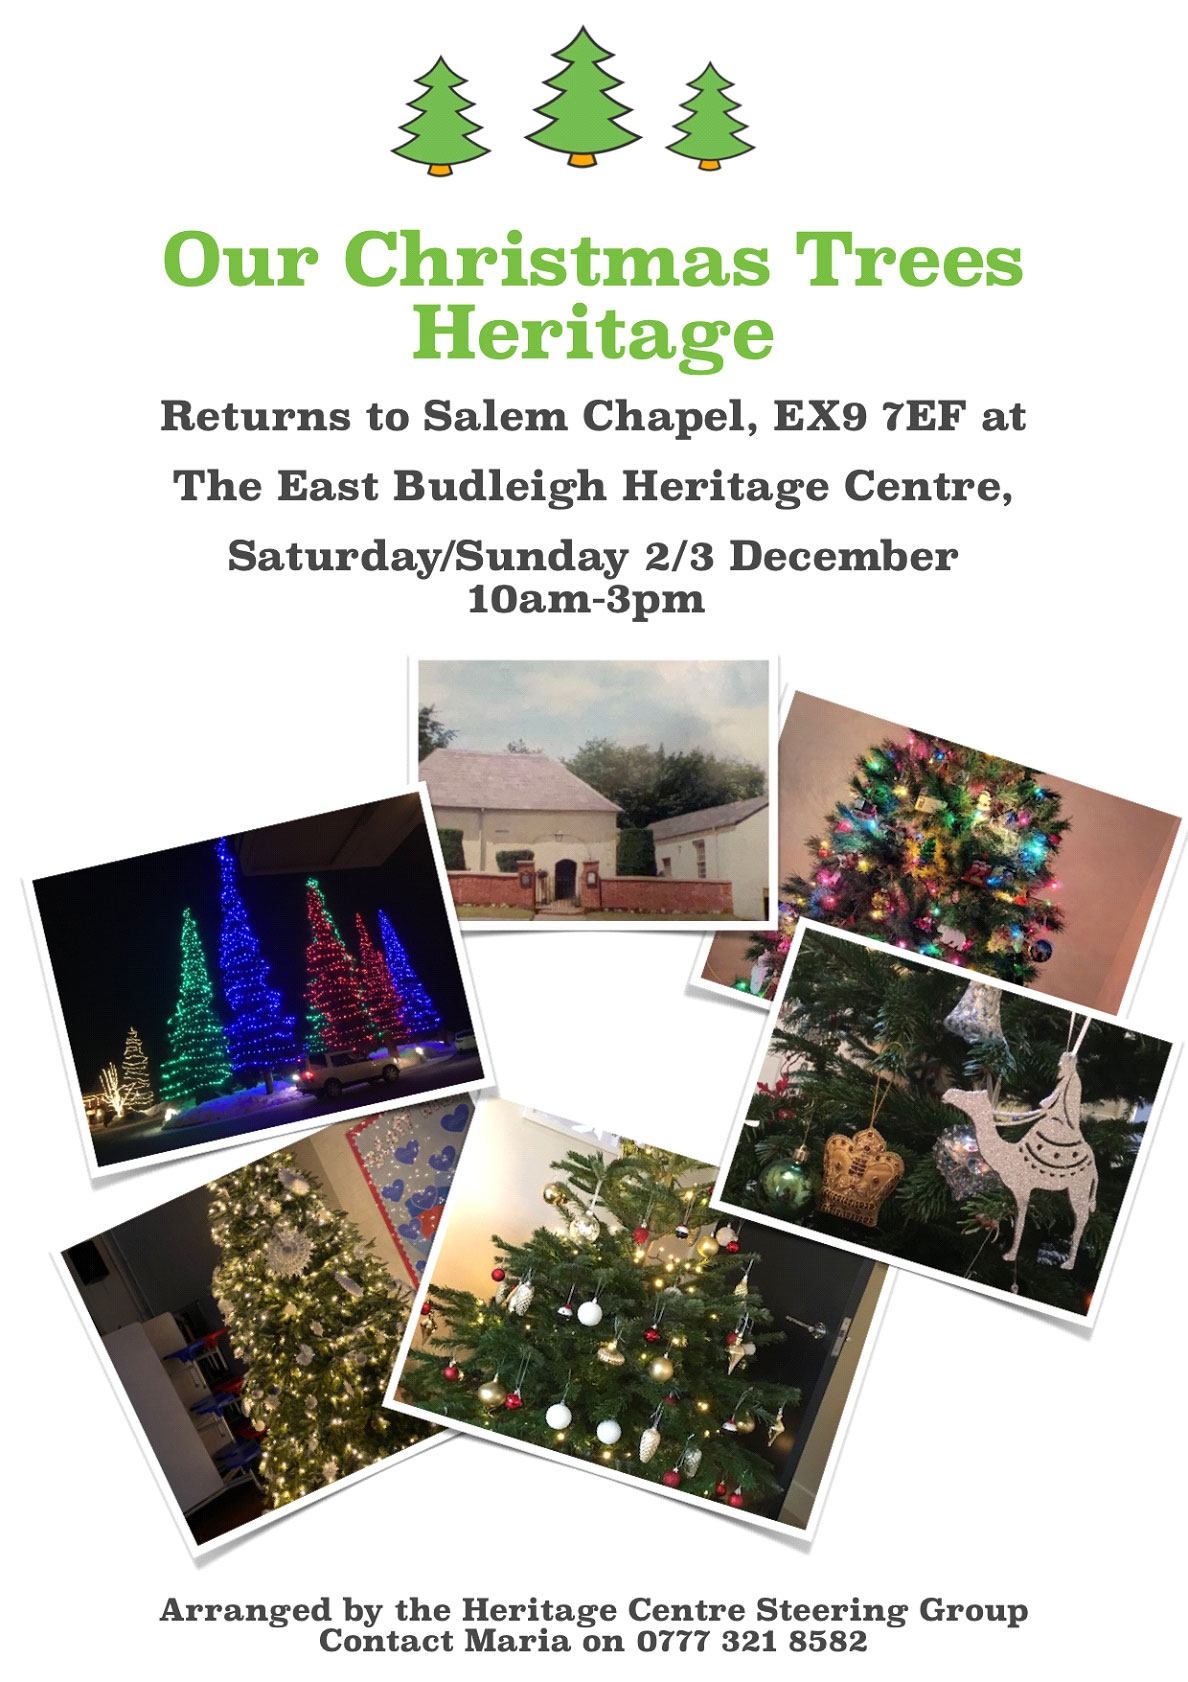 Our Christmas Trees
Heritage
Returns to Salem Chapel, EX9 7EF at
The East Budleigh Heritage Centre,
Saturday/Sunday 2/3 December
10am-3pm
Arranged by the Heritage Centre Steering Group
Contact Maria on 0777 321 8582